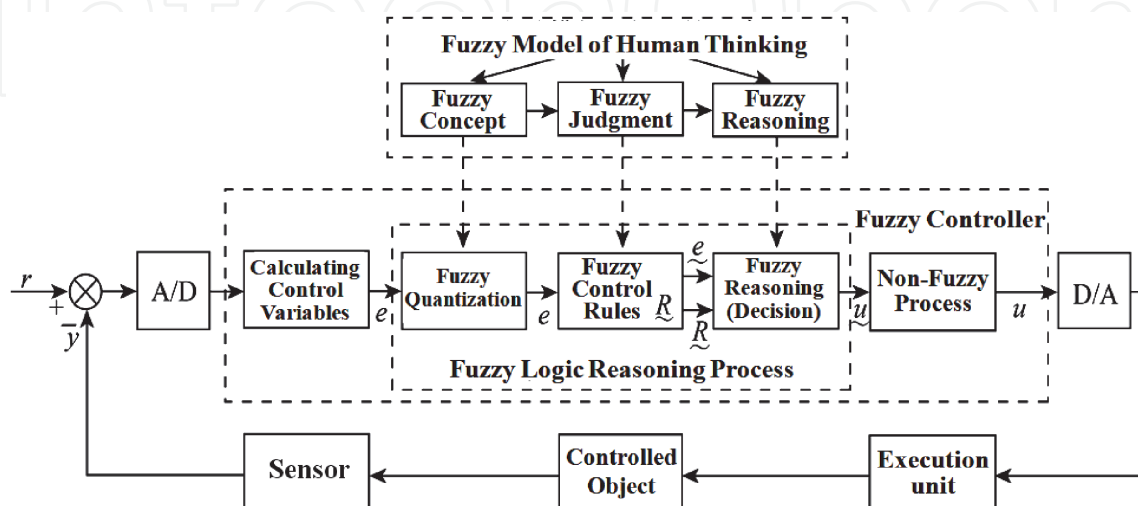 Fuzzy Model of Human Thinking
Fuzzy
Concept
Fuzzy
Judgment
Fuzzy
Reasoning
Fuzzy Controller
r
+
−
y
A/D
Calculating
Control
Variables
e
Fuzzy
Quantization
e
Fuzzy
Control
Rules
R
e
R
Fuzzy
Reasoning
(Decision)
u
Non-Fuzzy
Process
u
D/A
Fuzzy Logic Reasoning Process
Sensor
Controlled
Object
Execution
unit